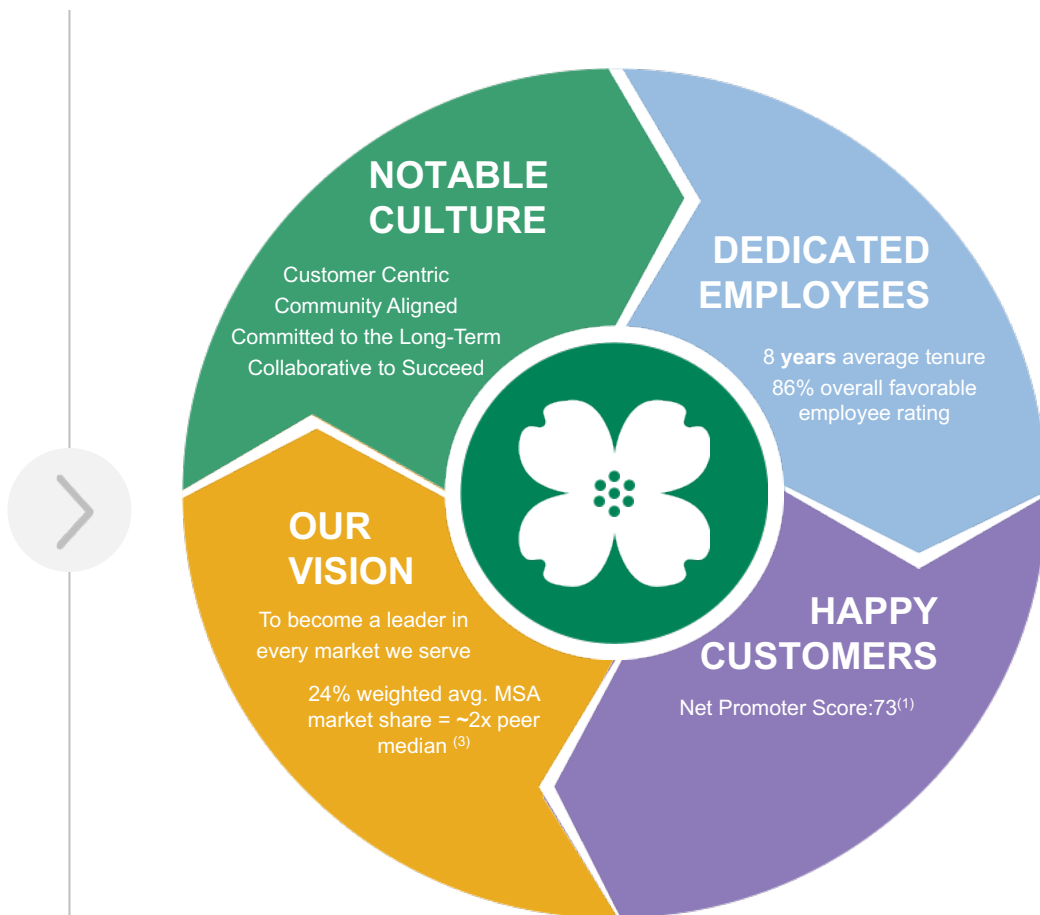 NOTABLE
CULTURE
Customer Centric
Community Aligned
Committed to the Long-Term
Collaborative to Succeed
DEDICATED
EMPLOYEES
8 years average tenure
86% overall favorable
employee rating
HAPPY
CUSTOMERS
Net Promoter Score:73(1)
OUR
VISION
To become a leader in
every market we serve
24% weighted avg. MSA
market share = ~2x peer
median (3)